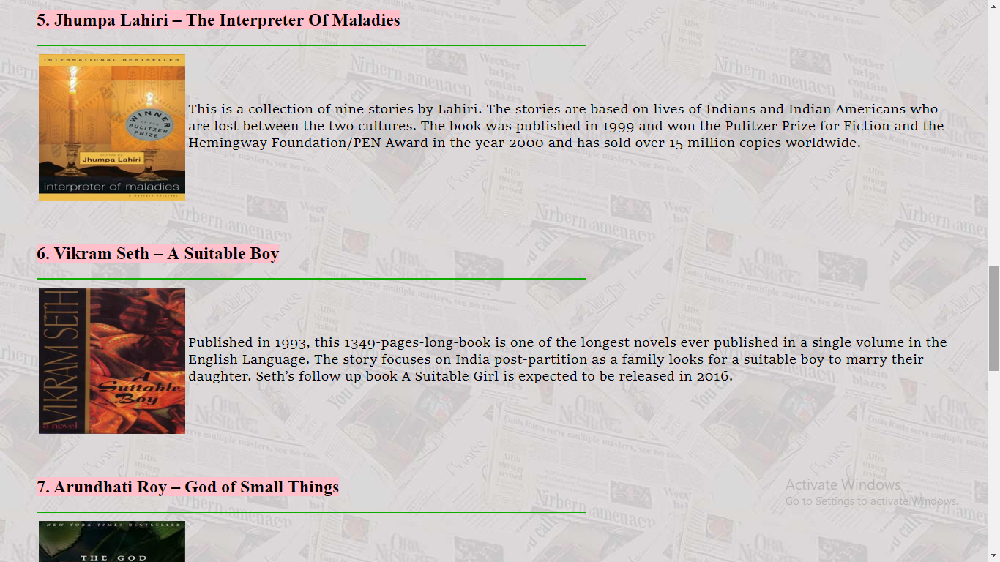 5. Jhumpa Lahiri – The Interpreter Of Maladies
INTERNATIONAL BESTSELLER
WINNER
OF THE
PULITZER
PRIZE
stories by
Jhumpa Lahiri
interpreter of maladies
A MARINER ORIGINAL
This is a collection of nine stories by Lahiri. The stories are based on lives of Indians and Indian Americans who
are lost between the two cultures. The book was published in 1999 and won the Pulitzer Prize for Fiction and the
Hemingway Foundation/PEN Award in the year 2000 and has sold over 15 million copies worldwide.
6. Vikram Seth – A Suitable Boy
VIKRAM SETH
A
Suitable
Boy
a novel
Published in 1993, this 1349-pages-long-book is one of the longest novels ever published in a single volume in the
English Language. The story focuses on India post-partition as a family looks for a suitable boy to marry their
daughter. Seth’s follow up book A Suitable Girl is expected to be released in 2016.
7. Arundhati Roy – God of Small Things
NEW YORK TIMES BESTSELLER
THE GOD
Activate Windows
Go to Settings to activate Windows.